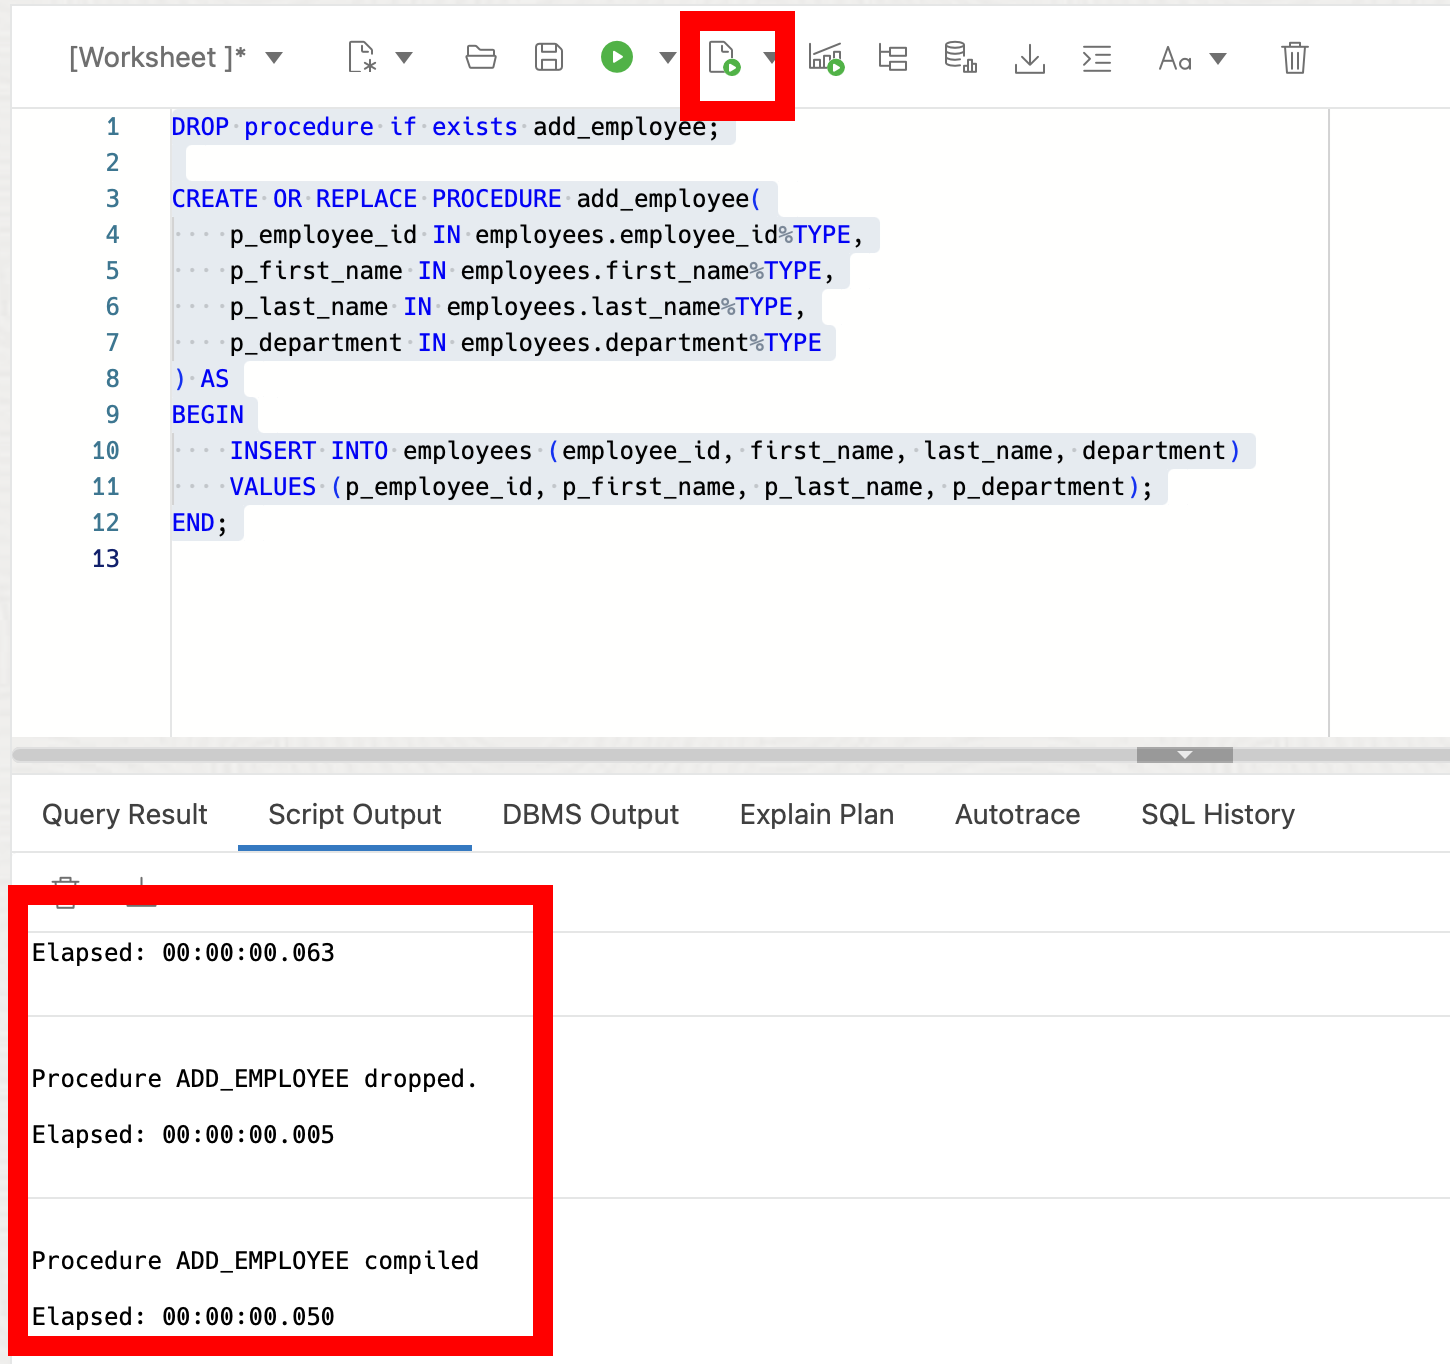 [Worksheet ]*
Aa
1 DROP procedure if exists add_employee;
2
3 CREATE OR REPLACE PROCEDURE add_employee(
4 p_employee_id IN employees.employee_id%TYPE,
5 p_first_name IN employees.first_name%TYPE,
6 p_last_name IN employees.last_name%TYPE,
7 p_department IN employees.department%TYPE
8 ) AS
9 BEGIN
10 INSERT INTO employees (employee_id, first_name, last_name, department)
11 VALUES (p_employee_id, p_first_name, p_last_name, p_department);
12 END;
13
Query Result Script Output DBMS Output Explain Plan Autotrace SQL History
Elapsed: 00:00:00.063
Procedure ADD_EMPLOYEE dropped.
Elapsed: 00:00:00.005
Procedure ADD_EMPLOYEE compiled
Elapsed: 00:00:00.050